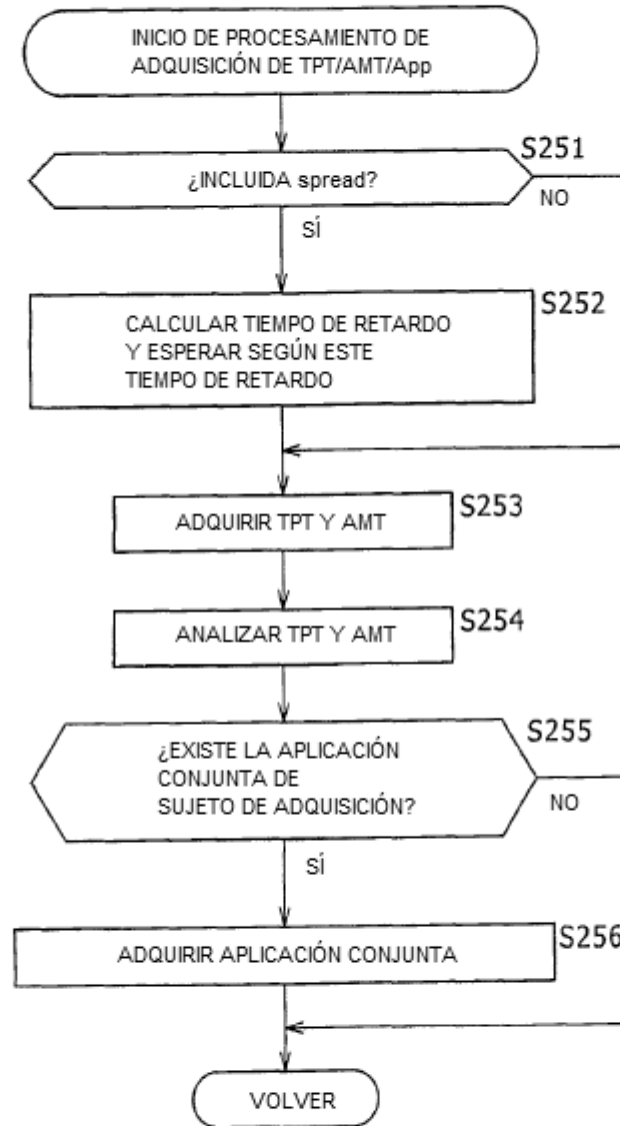 INICIO DE PROCESAMIENTO DE
ADQUISICIÓN DE TPT/AMT/App
S251
¿INCLUIDA spread?
NO
SÍ
S252
CALCULAR TIEMPO DE RETARDO
Y ESPERAR SEGÚN ESTE
TIEMPO DE RETARDO
S253
ADQUIRIR TPT Y AMT
S254
ANALIZAR TPT Y AMT
S255
¿EXISTE LA APLICACIÓN
CONJUNTA DE
SUJETO DE ADQUISICIÓN?
NO
SÍ
S256
ADQUIRIR APLICACIÓN CONJUNTA
VOLVER